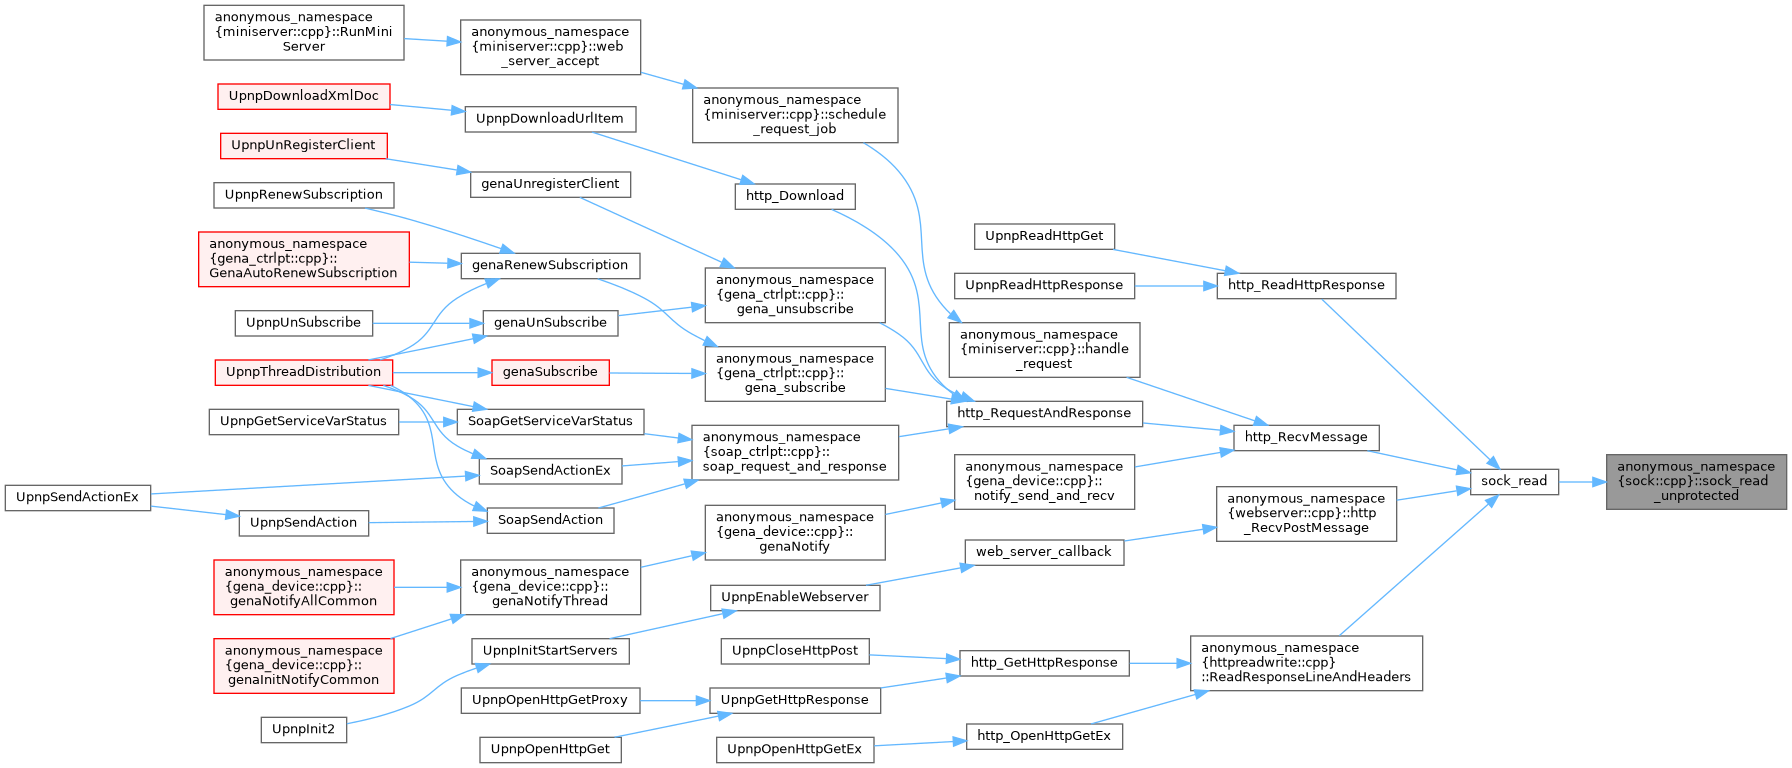 anonymous_namespace
{miniserver::cpp}::RunMini
Server
anonymous_namespace
{miniserver::cpp}::web
_server_accept
UpnpDownloadXmlDoc
UpnpDownloadUrlItem
anonymous_namespace
{miniserver::cpp}::schedule
_request_job
UpnpUnRegisterClient
genaUnregisterClient
http_Download
UpnpRenewSubscription
anonymous_namespace
{gena_ctrlpt::cpp}::
GenaAutoRenewSubscription
genaRenewSubscription
UpnpReadHttpGet
UpnpReadHttpResponse
http_ReadHttpResponse
anonymous_namespace
{gena_ctrlpt::cpp}::
gena_unsubscribe
UpnpUnSubscribe
genaUnSubscribe
anonymous_namespace
{miniserver::cpp}::handle
_request
UpnpThreadDistribution
genaSubscribe
anonymous_namespace
{gena_ctrlpt::cpp}::
gena_subscribe
http_RequestAndResponse
UpnpGetServiceVarStatus
SoapGetServiceVarStatus
anonymous_namespace
{soap_ctrlpt::cpp}::
soap_request_and_response
http_RecvMessage
SoapSendActionEx
anonymous_namespace
{gena_device::cpp}::
notify_send_and_recv
sock_read
anonymous_namespace
{sock::cpp}::sock_read
_unprotected
UpnpSendActionEx
UpnpSendAction
SoapSendAction
anonymous_namespace
{gena_device::cpp}::
genaNotify
anonymous_namespace
{webserver::cpp}::http
_RecvPostMessage
web_server_callback
anonymous_namespace
{gena_device::cpp}::
genaNotifyAllCommon
anonymous_namespace
{gena_device::cpp}::
genaNotifyThread
UpnpEnableWebserver
anonymous_namespace
{gena_device::cpp}::
genaInitNotifyCommon
UpnpInitStartServers
UpnpCloseHttpPost
http_GetHttpResponse
anonymous_namespace
{httpreadwrite::cpp}
::ReadResponseLineAndHeaders
UpnpInit2
UpnpOpenHttpGetProxy
UpnpGetHttpResponse
UpnpOpenHttpGet
UpnpOpenHttpGetEx
http_OpenHttpGetEx